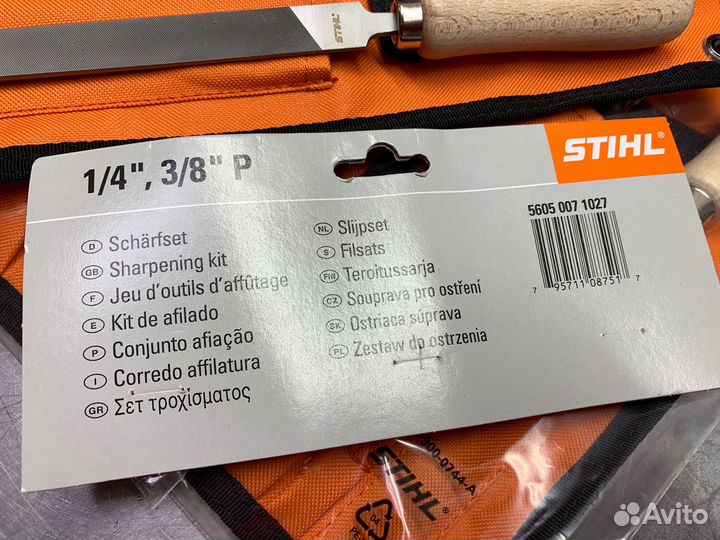 STIHL
1/4", 3/8" P
STIHL
5605 007 1027
7 95711 08751 7
D Schärfset
GB Sharpening kit
F Jeu d'outils d'affûtage
E Kit de afilado
P Conjunto afiação
I Corredo affilatura
GR Σετ τροχίσματος
NL Slijpset
S Filsats
FIN Teroitussarja
CZ Souprava pro ostření
SK Ostriaca súprava
PL Zestaw do ostrzenia
000-0744-A
STIHL
Avito